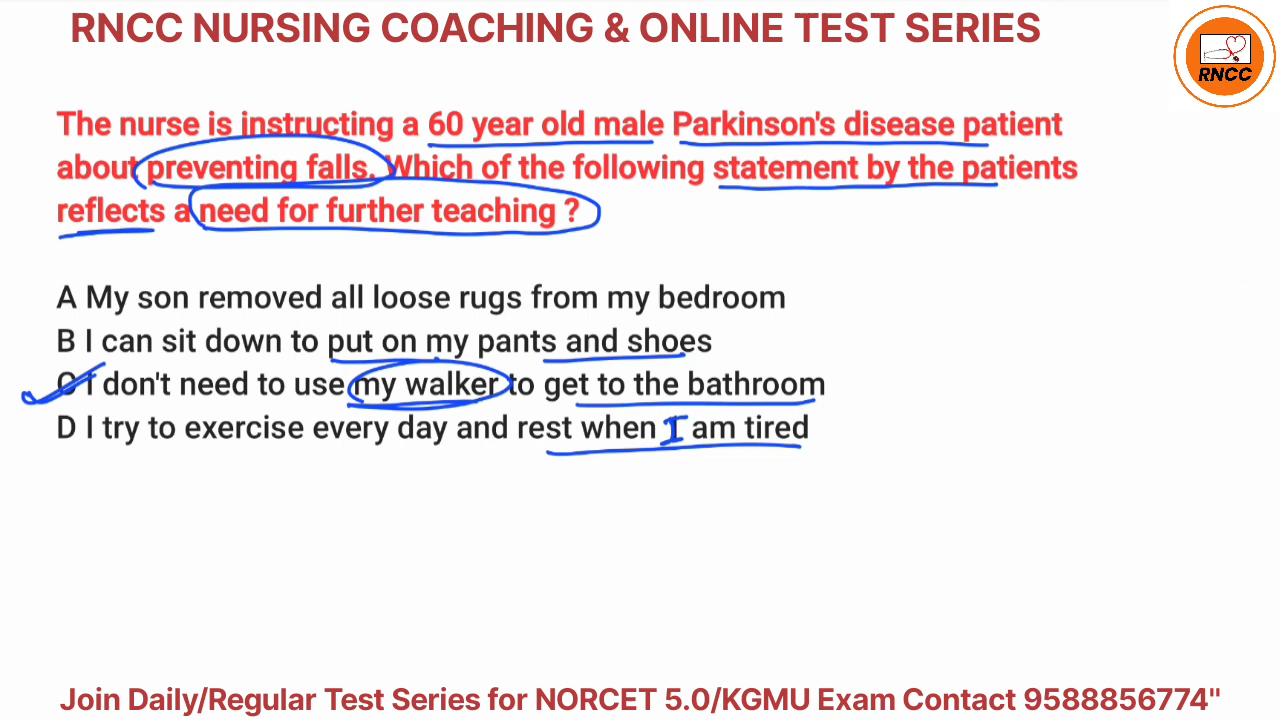 RNCC NURSING COACHING & ONLINE TEST SERIES
RNCC
The nurse is instructing a 60 year old male Parkinson's disease patient
about preventing falls. Which of the following statement by the patients
reflects a need for further teaching ?
A My son removed all loose rugs from my bedroom
B I can sit down to put on my pants and shoes
C I don't need to use my walker to get to the bathroom
D I try to exercise every day and rest when I am tired
Join Daily/Regular Test Series for NORCET 5.0/KGMU Exam Contact 9588856774"